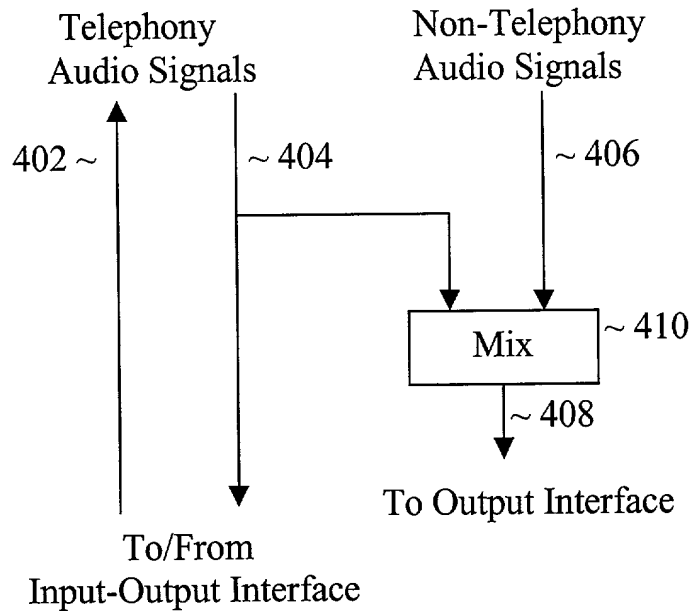 Telephony
Audio Signals
Non-Telephony
Audio Signals
402 ~
~ 404
~ 406
Mix
~ 410
~ 408
To Output Interface
To/From
Input-Output Interface